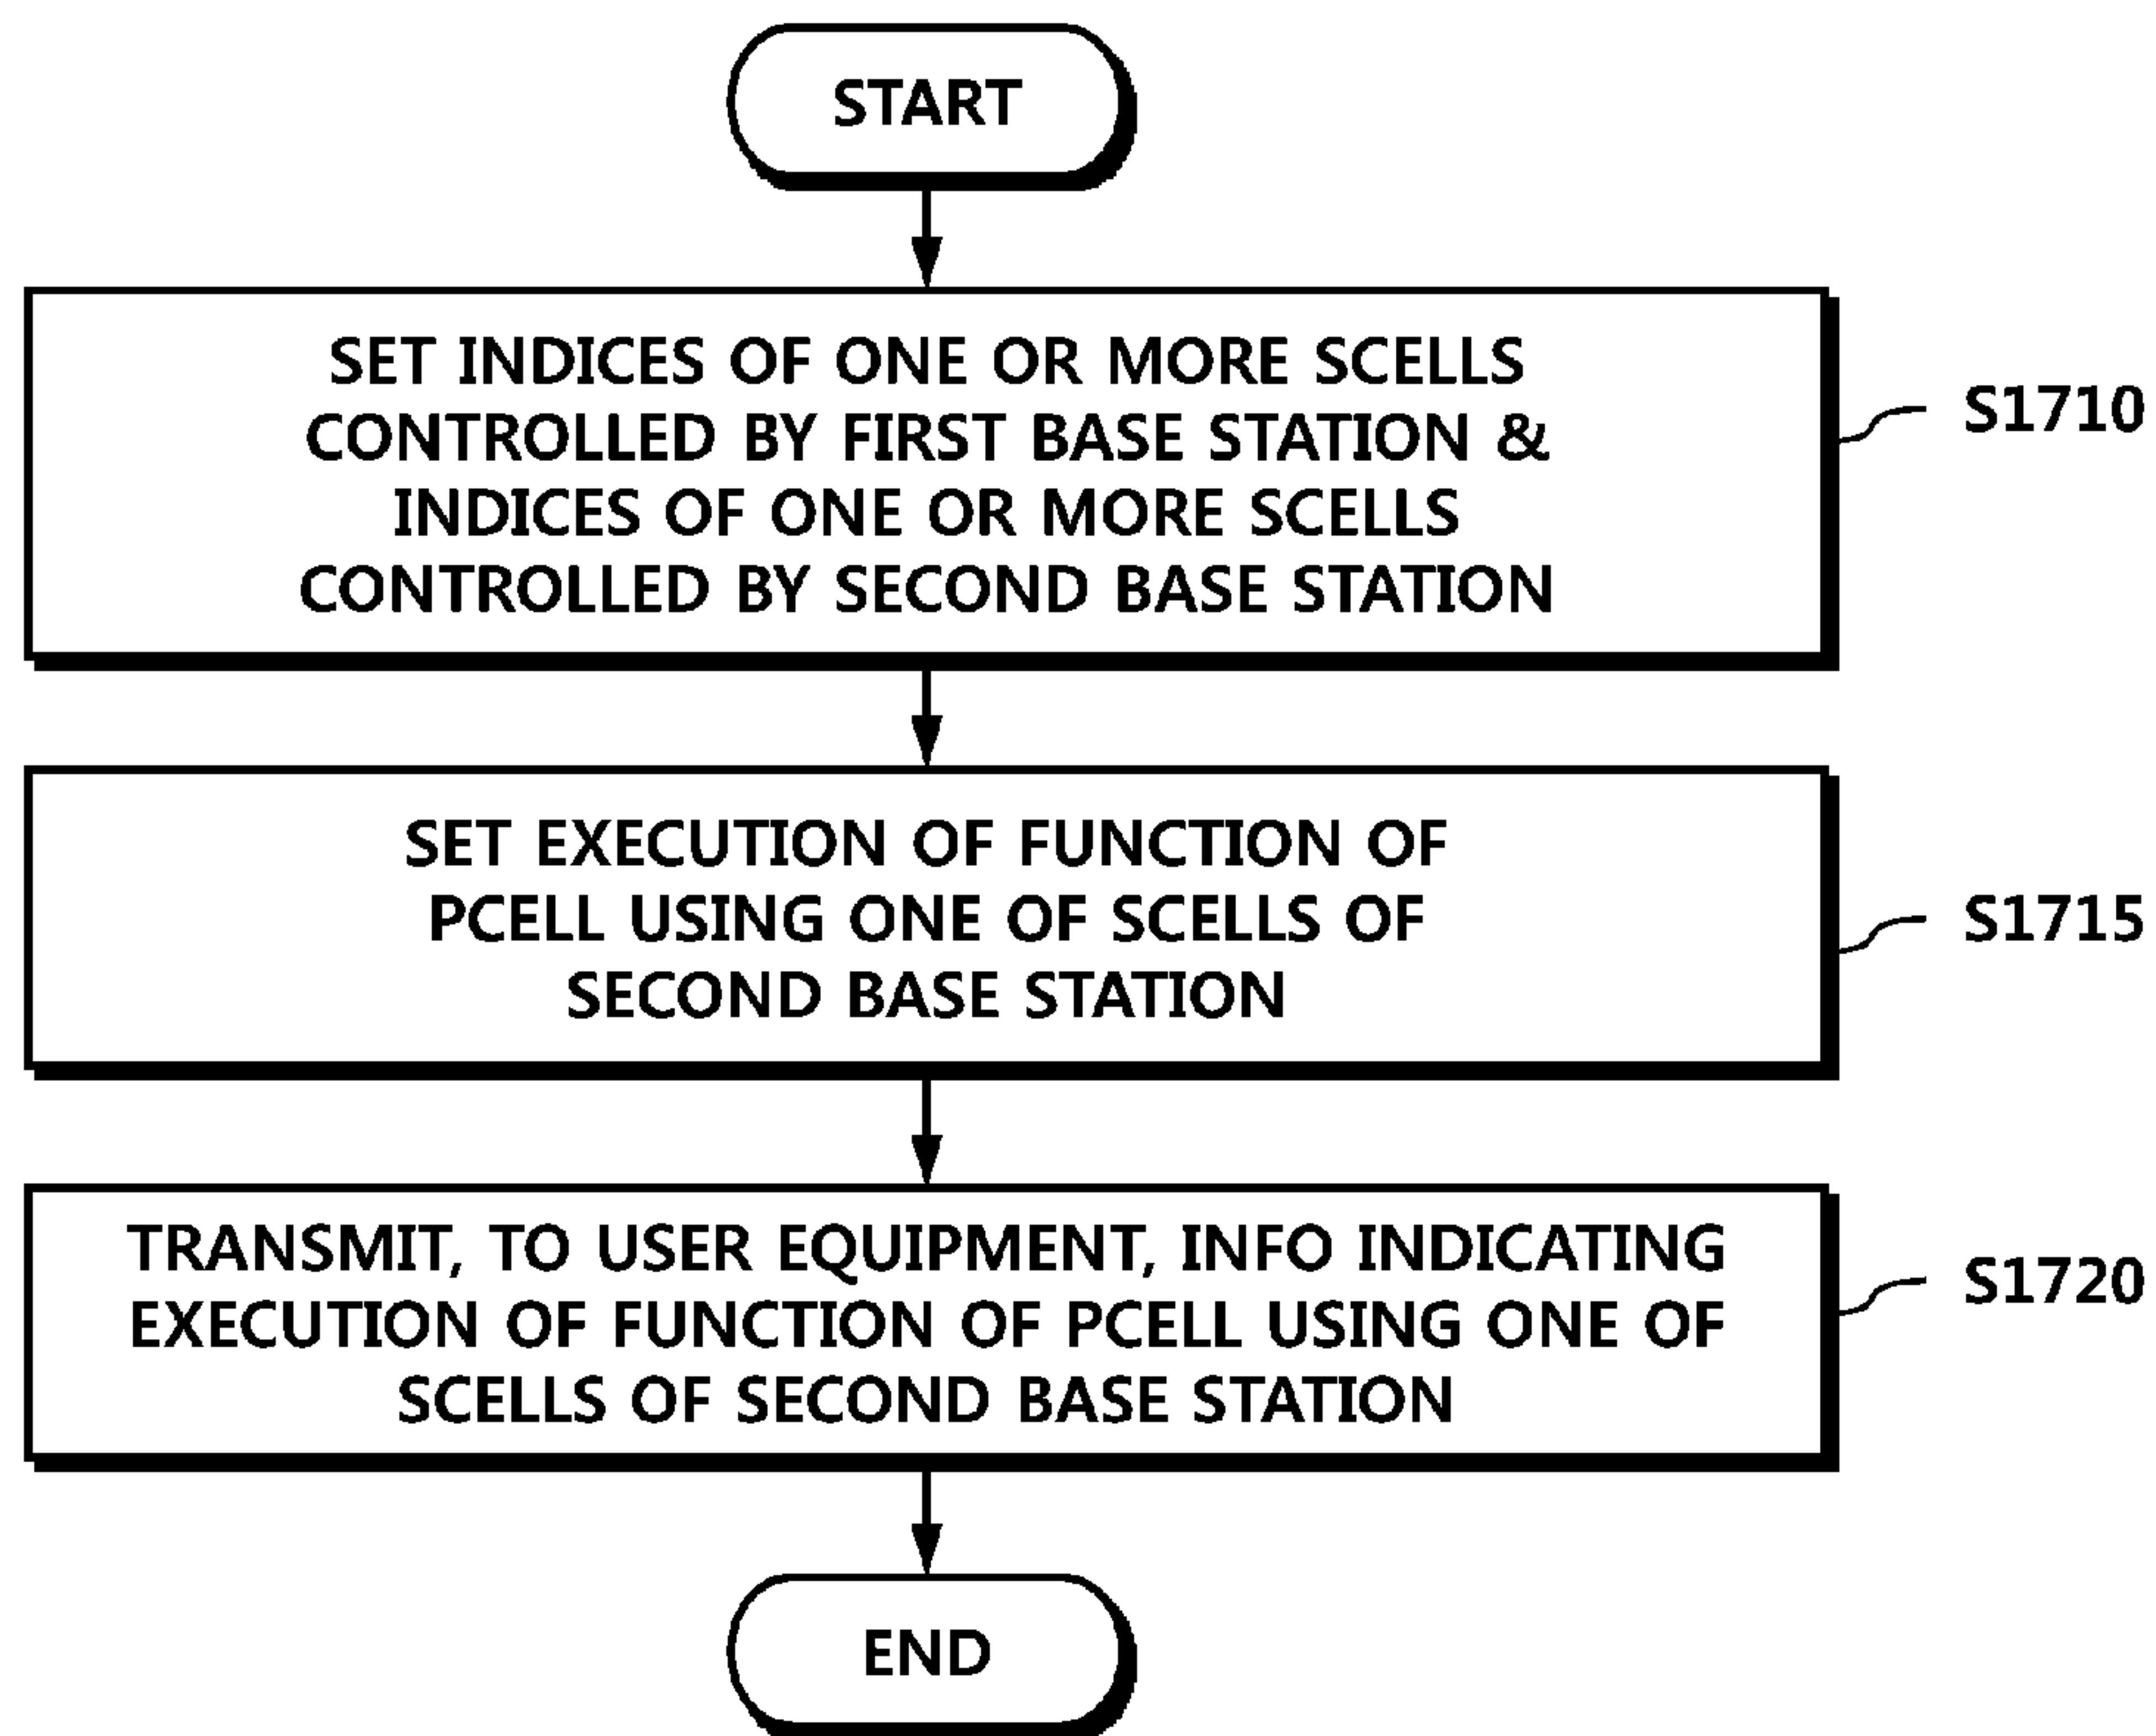 START
SET INDICES OF ONE OR MORE SCELLS
CONTROLLED BY FIRST BASE STATION &
INDICES OF ONE OR MORE SCELLS
CONTROLLED BY SECOND BASE STATION
S1710
SET EXECUTION OF FUNCTION OF
PCELL USING ONE OF SCELLS OF
SECOND BASE STATION
S1715
TRANSMIT, TO USER EQUIPMENT, INFO INDICATING
EXECUTION OF FUNCTION OF PCELL USING ONE OF
SCELLS OF SECOND BASE STATION
S1720
END